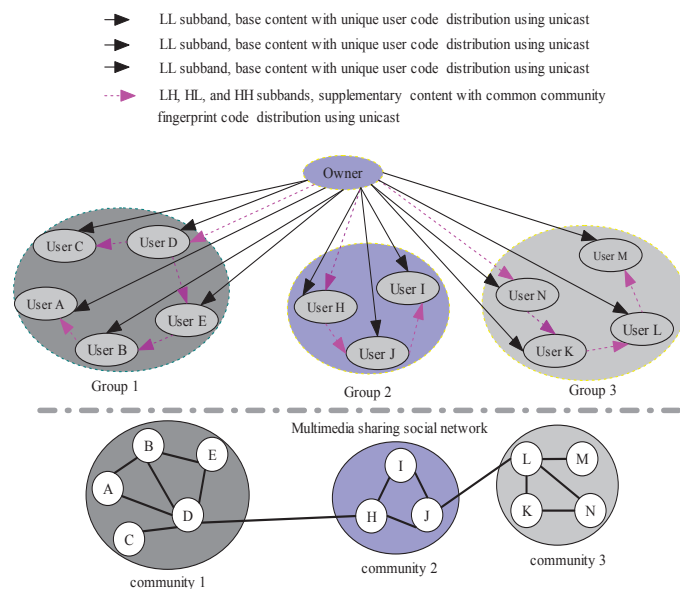 LL subband, base content with unique user code distribution using unicast
LL subband, base content with unique user code distribution using unicast
LL subband, base content with unique user code distribution using unicast
LH, HL, and HH subbands, supplementary content with common community
fingerprint code distribution using unicast
Owner
User C
User D
User A
User E
User B
Group 1
User H
User I
User J
Group 2
User M
User N
User L
User K
Group 3
Multimedia sharing social network
B
E
A
D
C
community 1
I
H
J
community 2
L
M
K
N
community 3